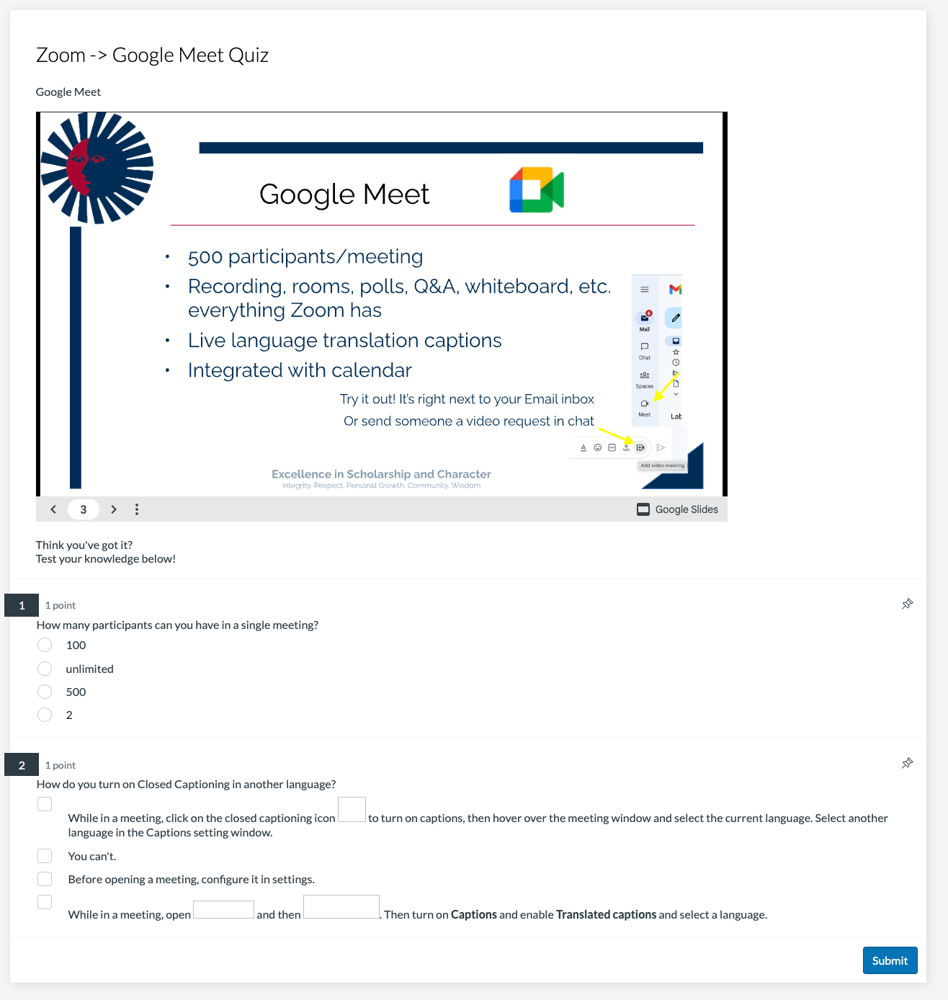 Zoom -> Google Meet Quiz
Google Meet
Google Meet
• 500 participants/meeting
• Recording, rooms, polls, Q&A, whiteboard, etc.
everything Zoom has
• Live language translation captions
• Integrated with calendar
Try it out! It's right next to your Email inbox
Or send someone a video request in chat
6
Mail
Chat
Spaces
Meet
Lab
A
GIF
Add video meeting
Excellence in Scholarship and Character
Integrity, Respect, Personal Growth, Community, Wisdom
3
Google Slides
Think you've got it?
Test your knowledge below!
1
1 point
How many participants can you have in a single meeting?
100
unlimited
500
2
2
1 point
How do you turn on Closed Captioning in another language?
While in a meeting, click on the closed captioning icon to turn on captions, then hover over the meeting window and select the current language. Select another
language in the Captions setting window.
You can't.
Before opening a meeting, configure it in settings.
While in a meeting, open and then . Then turn on Captions and enable Translated captions and select a language.
Submit